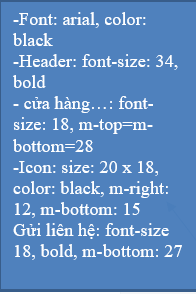 -Font: arial, color:
black
-Header: font-size: 34,
bold
- cửa hàng…: font-
size: 18, m-top=m-
bottom=28
-Icon: size: 20 x 18,
color: black, m-right:
12, m-bottom: 15
Gửi liên hệ: font-size
18, bold, m-bottom: 27